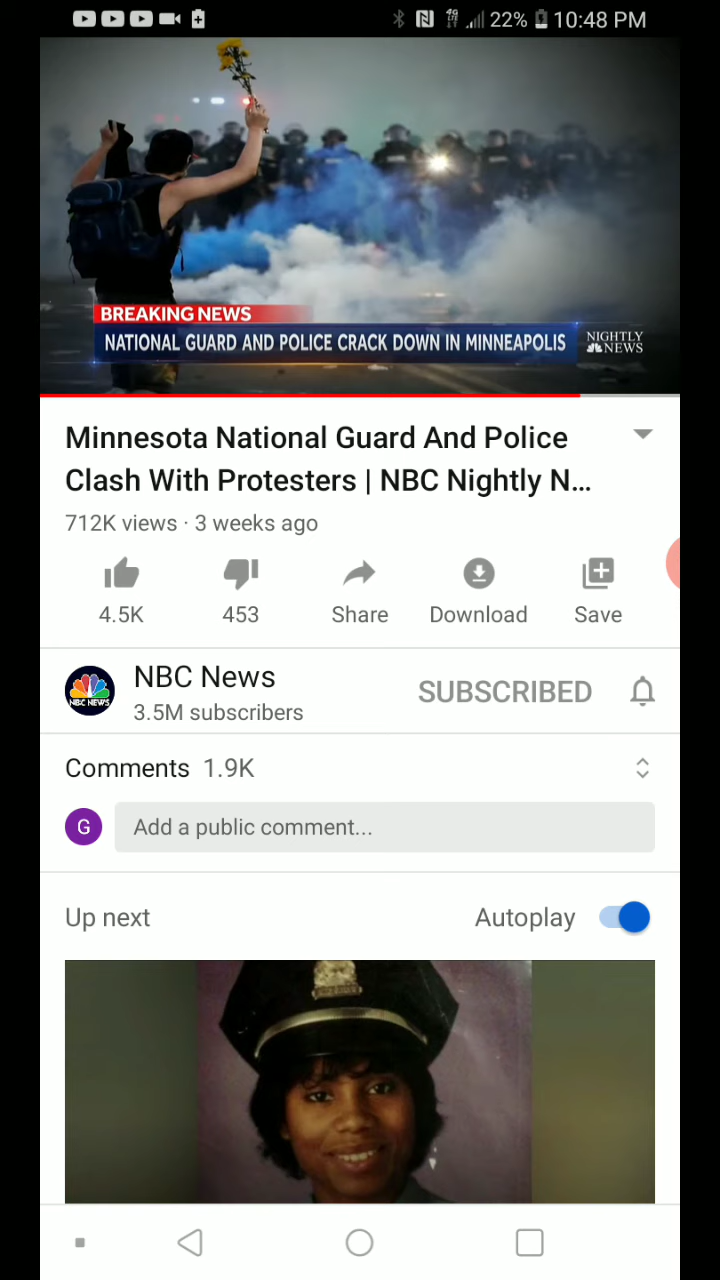 22% 10:48 PM
BREAKING NEWS
NATIONAL GUARD AND POLICE CRACK DOWN IN MINNEAPOLIS
NIGHTLY
NEWS
Minnesota National Guard And Police
Clash With Protesters | NBC Nightly N...
712K views · 3 weeks ago
4.5K 453 Share Download Save
NBC News
3.5M subscribers
SUBSCRIBED
NBC NEWS
Comments 1.9K
G
Add a public comment...
Up next
Autoplay